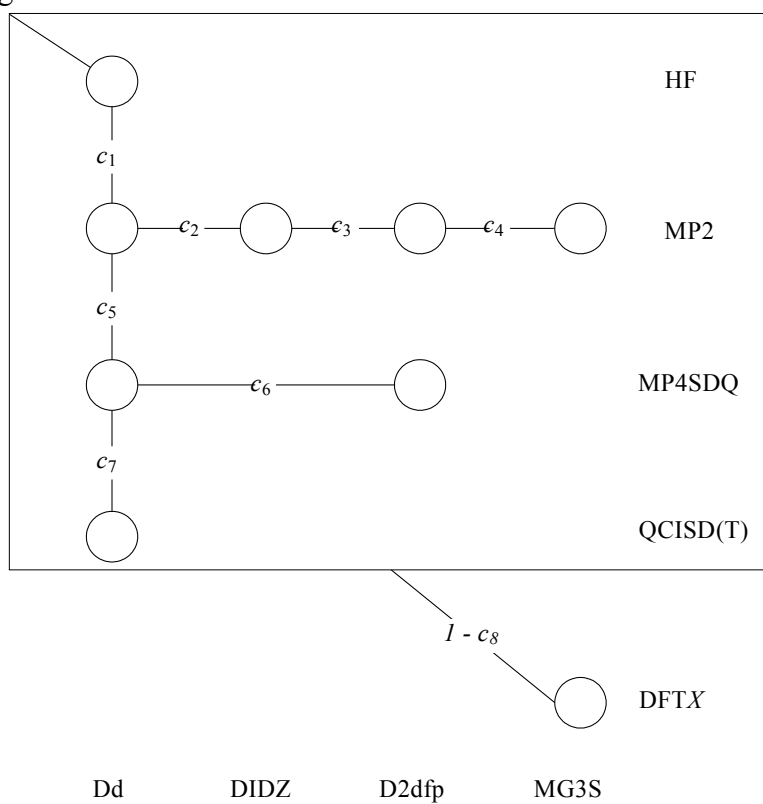 HF
c1
c2 c3 c4 MP2
c5
c6 MP4SDQ
c7
QCISD(T)
1 - c8
DFTX
Dd DIDZ D2dfp MG3S